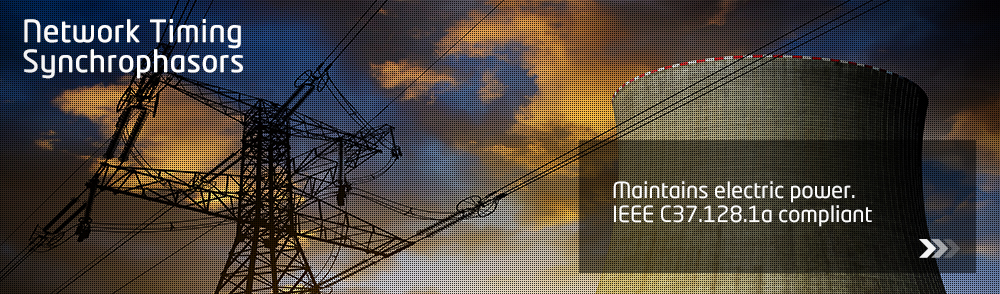 Network Timing
Synchrophasors
Maintains electric power.
IEEE C37.128.1a compliant